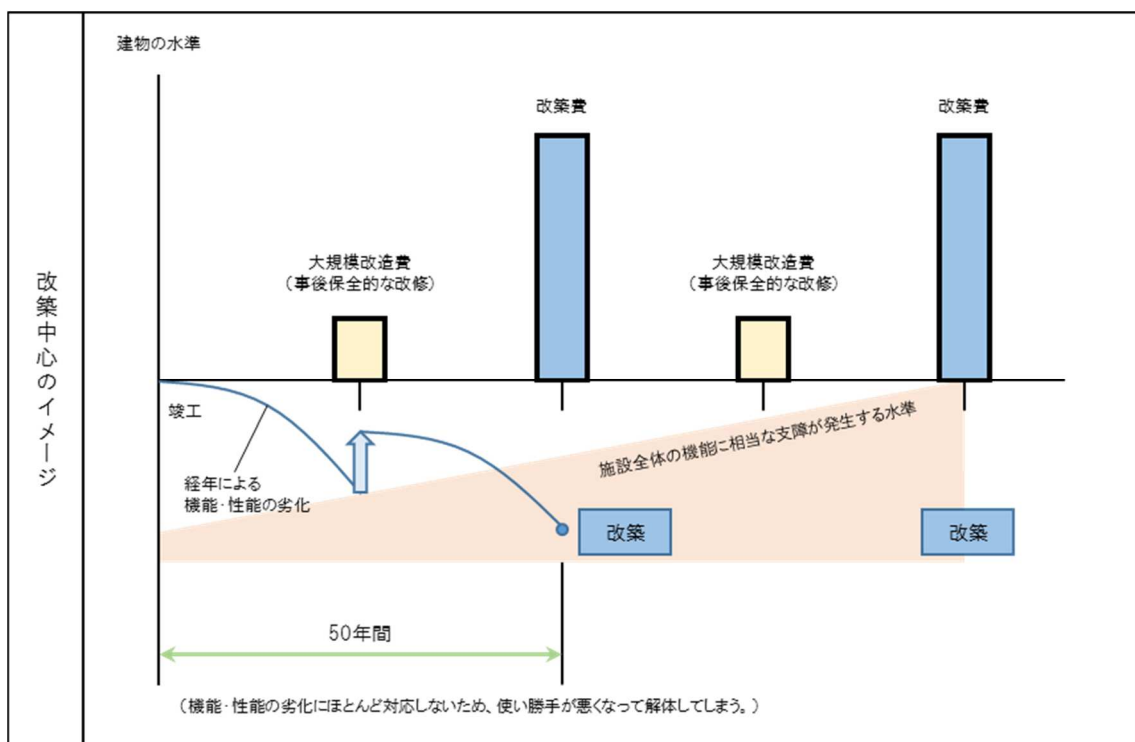 改築中心のイメージ
建物の水準
改築費
改築費
大規模改造費
（事後保全的な改修）
大規模改造費
（事後保全的な改修）
竣工
経年による
機能・性能の劣化
施設全体の機能に相当な支障が発生する水準
改築
改築
50年間
（機能・性能の劣化にほとんど対応しないため、使い勝手が悪くなって解体してしまう。）